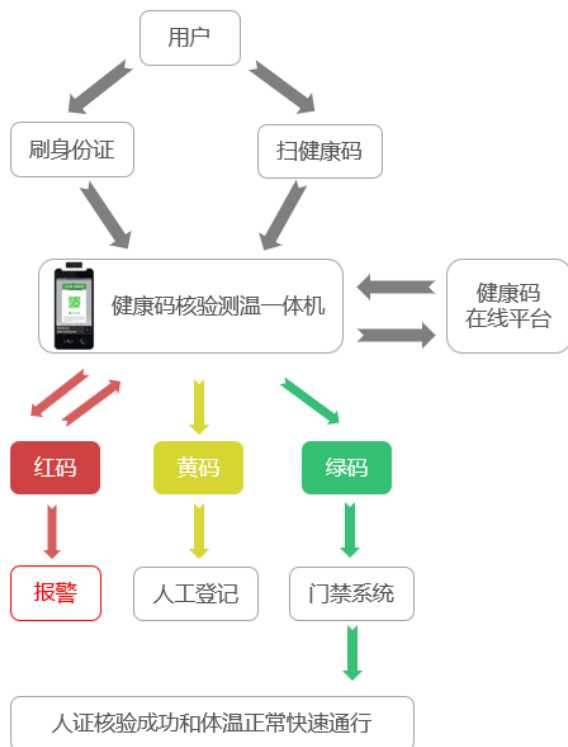 用户
刷身份证
扫健康码
健康码核验测温一体机
健康码
在线平台
红码
黄码
绿码
报警
人工登记
门禁系统
人证核验成功和体温正常快速通行